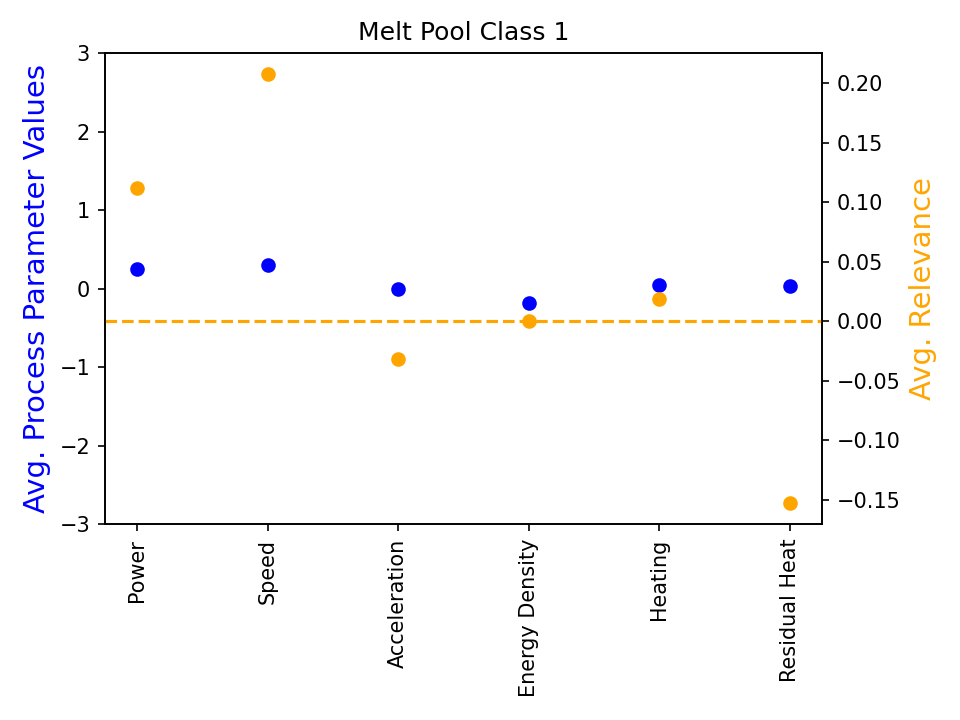 Melt Pool Class 1
Avg. Process Parameter Values
3
2
1
0
−1
−2
−3
0.20
0.15
0.10
0.05
0.00
−0.05
−0.10
−0.15
Avg. Relevance
Power
Speed
Acceleration
Energy Density
Heating
Residual Heat